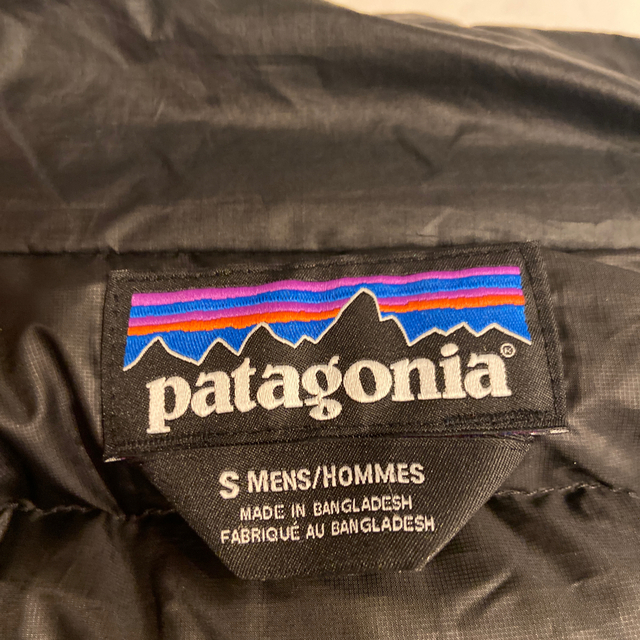 patagonia®
S MENS/HOMMES
MADE IN BANGLADESH
FABRIQUÉ AU BANGLADESH